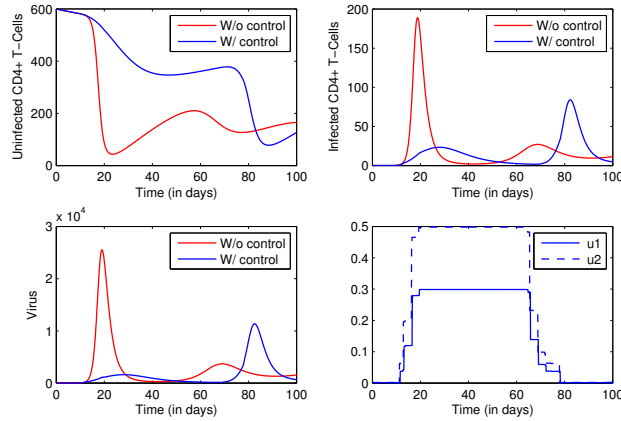 600
400
200
0
0 20 40 60 80 100
Time (in days)
Uninfected CD4+ T−Cells
W/o control
W/ control
200
150
100
50
0
0 20 40 60 80 100
Time (in days)
Infected CD4+ T−Cells
W/o control
W/ control
x 10^4
3
2
1
0
0 20 40 60 80 100
Time (in days)
Virus
W/o control
W/ control
0.5
0.4
0.3
0.2
0.1
0
0 20 40 60 80 100
Time (in days)
u1
u2